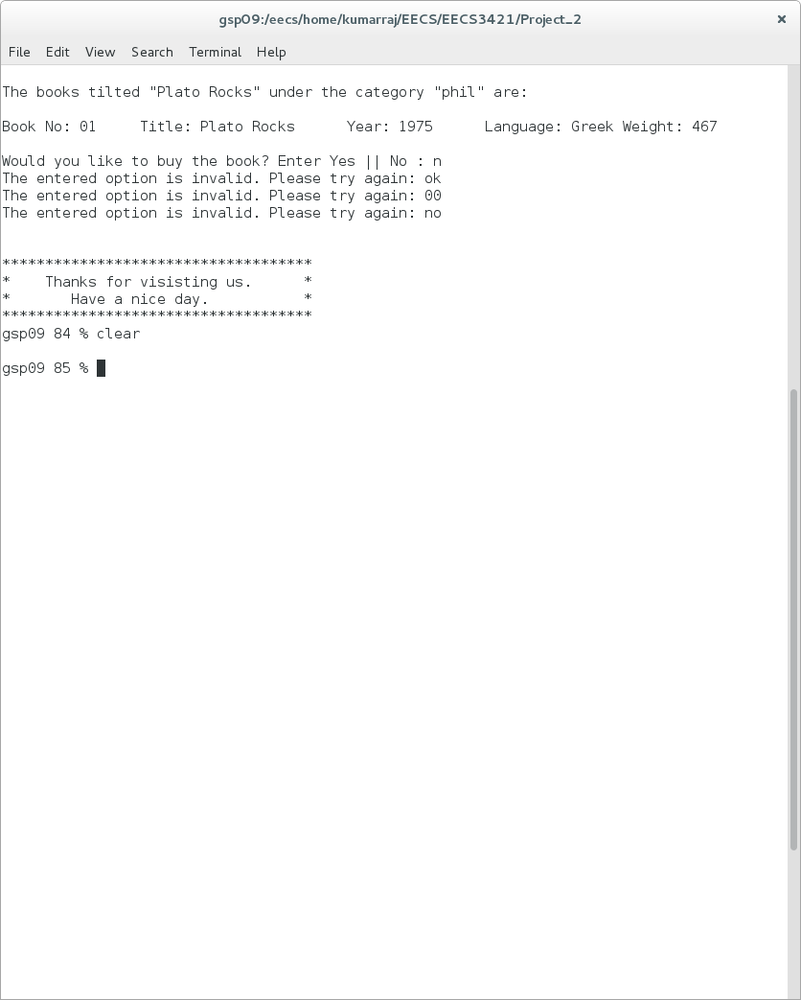 gsp09:/eecs/home/kumarraj/EECS/EECS3421/Project_2 ×
File Edit View Search Terminal Help
The books tilted "Plato Rocks" under the category "phil" are:
Book No: 01     Title: Plato Rocks      Year: 1975      Language: Greek Weight: 467
Would you like to buy the book? Enter Yes || No : n
The entered option is invalid. Please try again: ok
The entered option is invalid. Please try again: 00
The entered option is invalid. Please try again: no
************************************
*    Thanks for visisting us.      *
*       Have a nice day.           *
************************************
gsp09 84 % clear
gsp09 85 %